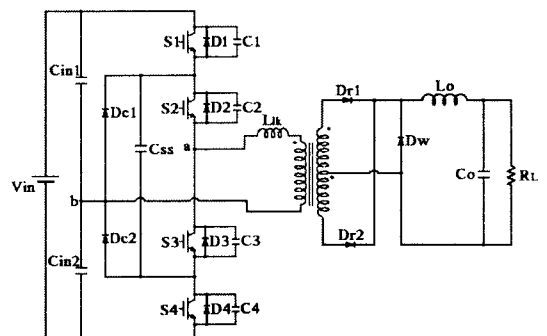 S1 D1 C1
Cin1
Dc1 S2 D2 C2
Css a Llk
Dr1 Lo
Dw
Vin b
Co RL
Dc2 S3 D3 C3
Dr2
Cin2
S4 D4 C4